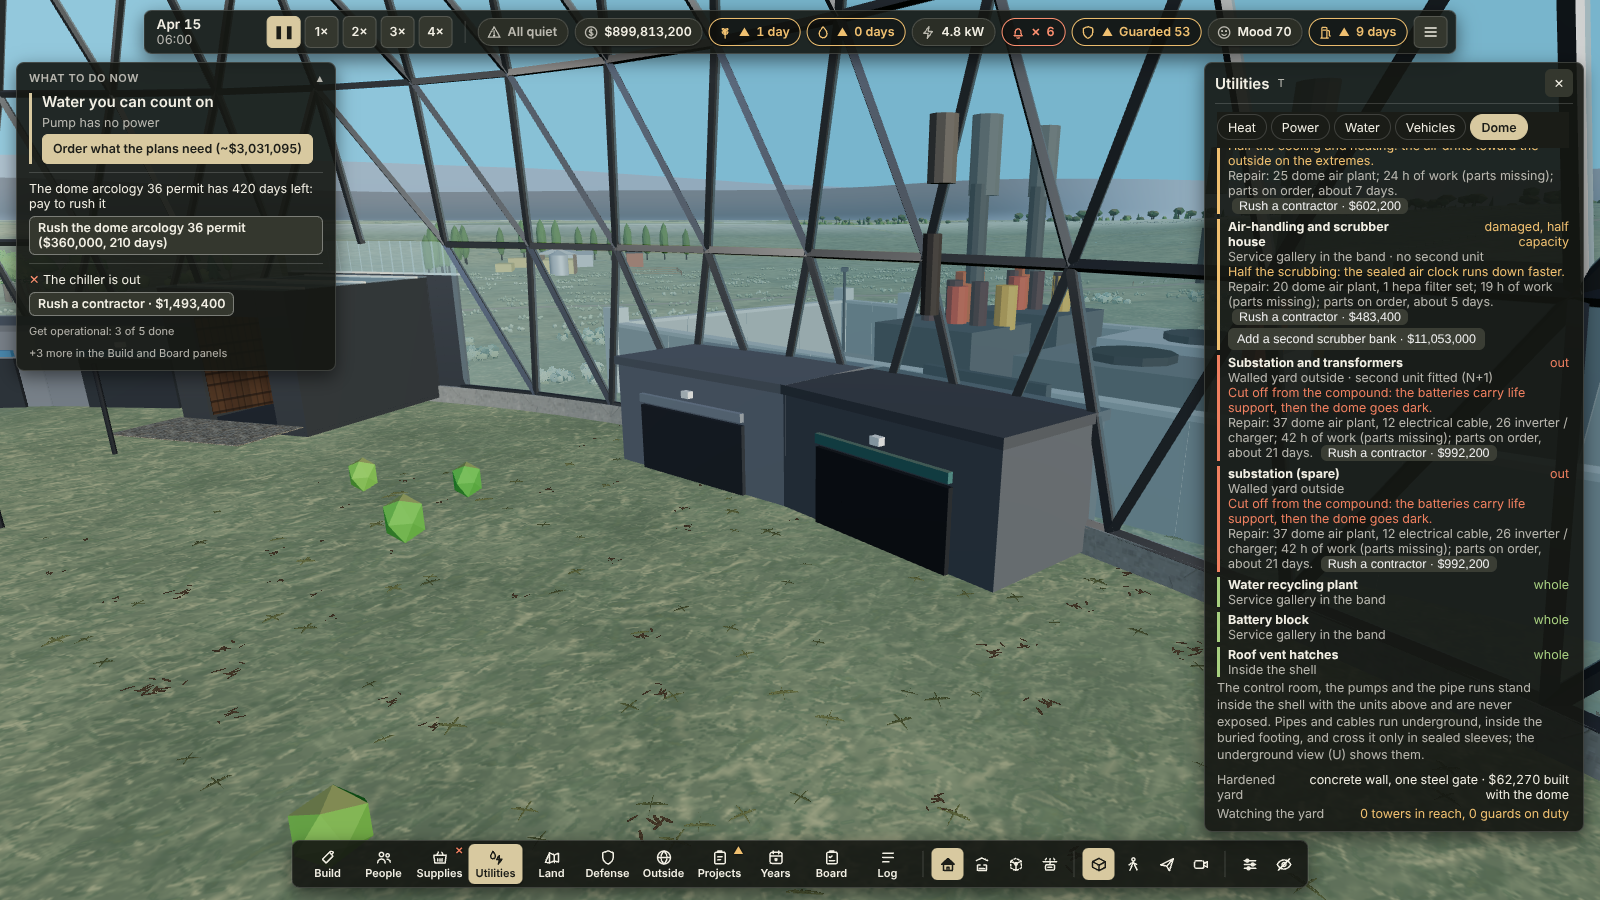 Apr 15
06:00
1×
2×
3×
4×
All quiet
$899,813,200
1 day
0 days
4.8 kW
× 6
Guarded 53
Mood 70
9 days
WHAT TO DO NOW
Water you can count on
Pump has no power
Order what the plans need (~$3,031,095)
The dome arcology 36 permit has 420 days left:
pay to rush it
Rush the dome arcology 36 permit
($360,000, 210 days)
× The chiller is out
Rush a contractor · $1,493,400
Get operational: 3 of 5 done
+3 more in the Build and Board panels
Utilities T
Heat
Power
Water
Vehicles
Dome
Half the cooling and heating: the air drifts toward the
outside on the extremes.
Repair: 25 dome air plant; 24 h of work (parts missing);
parts on order, about 7 days.
Rush a contractor · $602,200
Air-handling and scrubber
house
damaged, half
capacity
Service gallery in the band · no second unit
Half the scrubbing: the sealed air clock runs down faster.
Repair: 20 dome air plant, 1 hepa filter set; 19 h of work
(parts missing); parts on order, about 5 days.
Rush a contractor · $483,400
Add a second scrubber bank · $11,053,000
Substation and transformers out
Walled yard outside · second unit fitted (N+1)
Cut off from the compound: the batteries carry life
support, then the dome goes dark.
Repair: 37 dome air plant, 12 electrical cable, 26 inverter /
charger; 42 h of work (parts missing); parts on order,
about 21 days. Rush a contractor · $992,200
substation (spare) out
Walled yard outside
Cut off from the compound: the batteries carry life
support, then the dome goes dark.
Repair: 37 dome air plant, 12 electrical cable, 26 inverter /
charger; 42 h of work (parts missing); parts on order,
about 21 days. Rush a contractor · $992,200
Water recycling plant whole
Service gallery in the band
Battery block whole
Service gallery in the band
Roof vent hatches whole
Inside the shell
The control room, the pumps and the pipe runs stand
inside the shell with the units above and are never
exposed. Pipes and cables run underground, inside the
buried footing, and cross it only in sealed sleeves; the
underground view (U) shows them.
Hardened
yard
concrete wall, one steel gate · $62,270 built
with the dome
Watching the yard 0 towers in reach, 0 guards on duty
Build
People
Supplies
Utilities
Land
Defense
Outside
Projects
Years
Board
Log